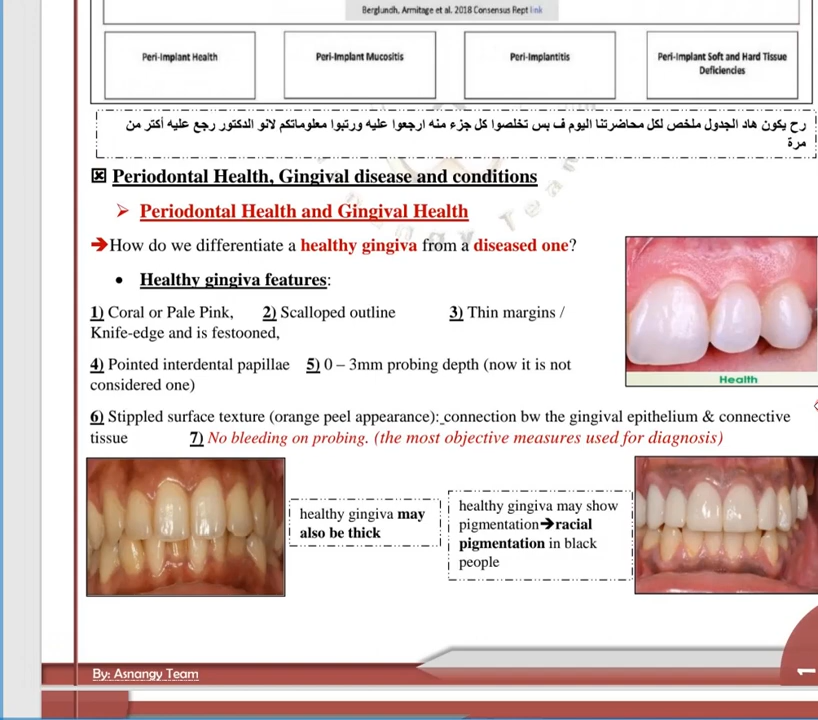 Berglundh, Armitage et al. 2018 Consensus Rept link
Peri-Implant Health
Peri-Implant Mucositis
Peri-Implantitis
Peri-Implant Soft and Hard Tissue
Deficiencies
رح يكون هاد الجدول ملخص لكل محاضرتنا اليوم ف بس تخلصوا كل جزء منه ارجعوا عليه ورتبوا معلوماتكم لانو الدكتور رجع عليه أكتر من
مرة
Periodontal Health, Gingival disease and conditions
➢ Periodontal Health and Gingival Health
➔How do we differentiate a healthy gingiva from a diseased one?
• Healthy gingiva features:
1) Coral or Pale Pink, 2) Scalloped outline 3) Thin margins /
Knife-edge and is festooned,
4) Pointed interdental papillae 5) 0 – 3mm probing depth (now it is not
considered one)
Health
6) Stippled surface texture (orange peel appearance): connection bw the gingival epithelium & connective
tissue 7) No bleeding on probing. (the most objective measures used for diagnosis)
healthy gingiva may
also be thick
healthy gingiva may show
pigmentation➔racial
pigmentation in black
people
By: Asnangy Team
1